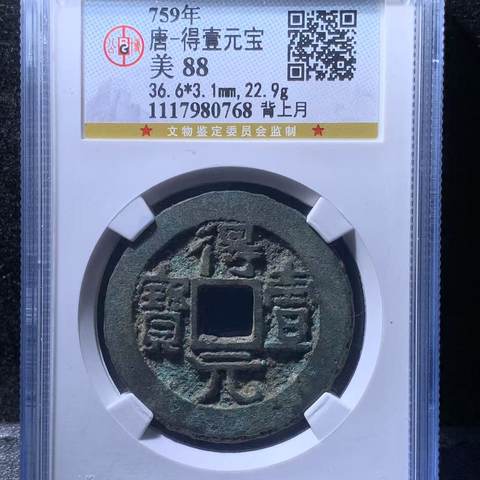 759年
唐-得壹元宝
美 88
36.6*3.1mm,22.9g
1117980768 背上月
文物鉴定委员会监制
得壹元寶